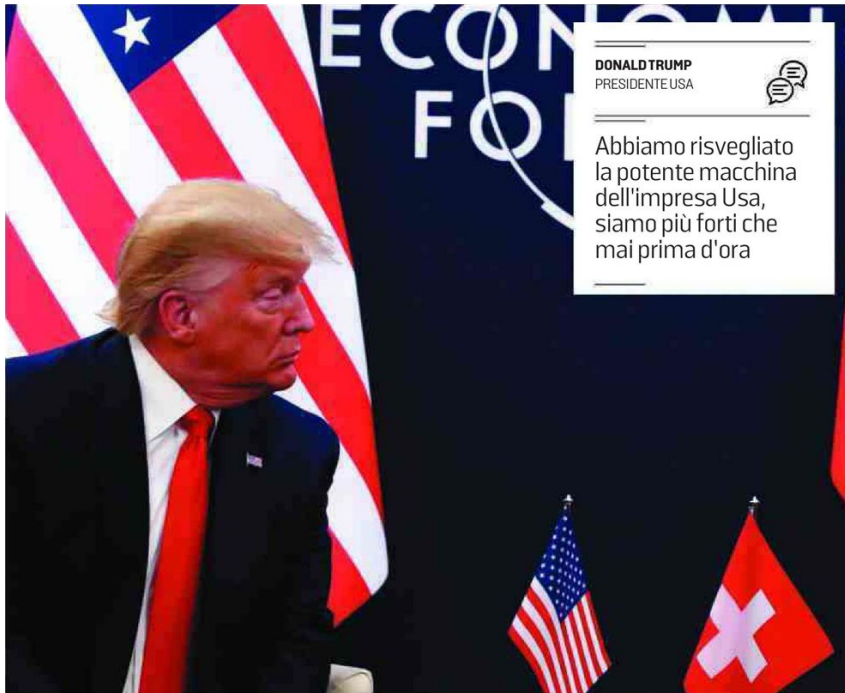 ECONOMI
FO
DONALD TRUMP
PRESIDENTE USA
Abbiamo risvegliato
la potente macchina
dell'impresa Usa,
siamo più forti che
mai prima d'ora